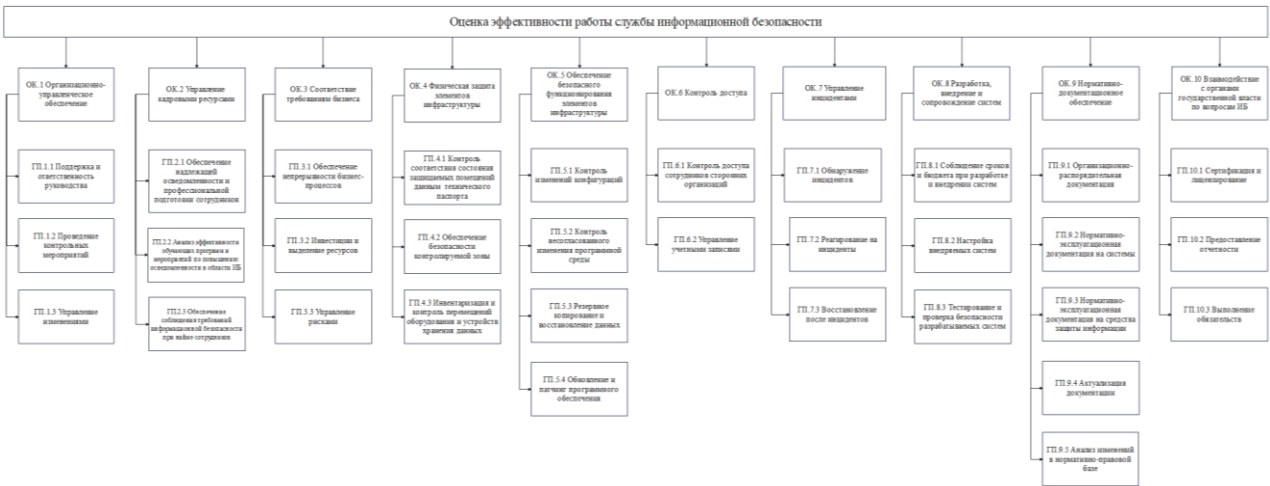 Оценка эффективности работы службы информационной безопасности
ОК.1 Организационно-
управленческое
обеспечение
ГП.1.1 Поддержка и
ответственность
руководства
ГП.1.2 Проведение
контрольных
мероприятий
ГП.1.3 Управление
изменениями
ОК.2 Управление
кадровыми ресурсами
ГП.2.1 Обеспечение
надлежащей
осведомленности и
профессиональной
подготовки сотрудников
ГП.2.2 Анализ эффективности
обучающих программ и
мероприятий по повышению
осведомленности в области ИБ
ГП.2.3 Обеспечение
соблюдения требований
информационной безопасности
при найме сотрудников
ОК.3 Соответствие
требованиям бизнеса
ГП.3.1 Обеспечение
непрерывности бизнес-
процессов
ГП.3.2 Инвестиции и
выделение ресурсов
ГП.3.3 Управление
рисками
ОК.4 Физическая защита
элементов
инфраструктуры
ГП.4.1 Контроль
соответствия состояния
защищаемых помещений
данным технического
паспорта
ГП.4.2 Обеспечение
безопасности
контролируемой зоны
ГП.4.3 Инвентаризация и
контроль перемещений
оборудования и устройств
хранения данных
ОК.5 Обеспечение
безопасного
функционирования
элементов
инфраструктуры
ГП.5.1 Контроль
изменений конфигураций
ГП.5.2 Контроль
несогласованного
изменения программной
среды
ГП.5.3 Резервное
копирование и
восстановление данных
ГП.5.4 Обновление и
патчинг программного
обеспечения
ОК.6 Контроль доступа
ГП.6.1 Контроль доступа
сотрудников сторонних
организаций
ГП.6.2 Управление
учетными записями
ОК.7 Управление
инцидентами
ГП.7.1 Обнаружение
инцидентов
ГП.7.2 Реагирование на
инциденты
ГП.7.3 Восстановление
после инцидентов
ОК.8 Разработка,
внедрение и
сопровождение систем
ГП.8.1 Соблюдение сроков
и бюджета при разработке
и внедрении систем
ГП.8.2 Настройка
внедряемых систем
ГП.8.3 Тестирование и
проверка безопасности
разрабатываемых систем
ОК.9 Нормативно-
документационное
обеспечение
ГП.9.1 Организационно-
распорядительная
документация
ГП.9.2 Нормативно-
эксплуатационная
документация на системы
ГП.9.3 Нормативно-
эксплуатационная
документация на средства
защиты информации
ГП.9.4 Актуализация
документации
ГП.9.5 Анализ изменений
в нормативно-правовой
базе
ОК.10 Взаимодействие
с органами
государственной власти
по вопросам ИБ
ГП.10.1 Сертификация и
лицензирование
ГП.10.2 Предоставление
отчетности
ГП.10.3 Выполнение
обязательств